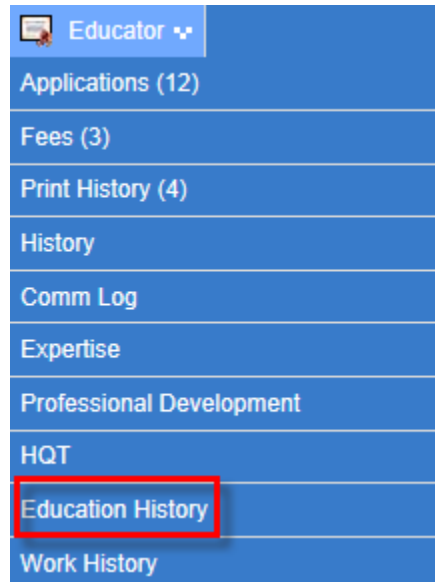 Educator
Applications (12)
Fees (3)
Print History (4)
History
Comm Log
Expertise
Professional Development
HQT
Education History
Work History